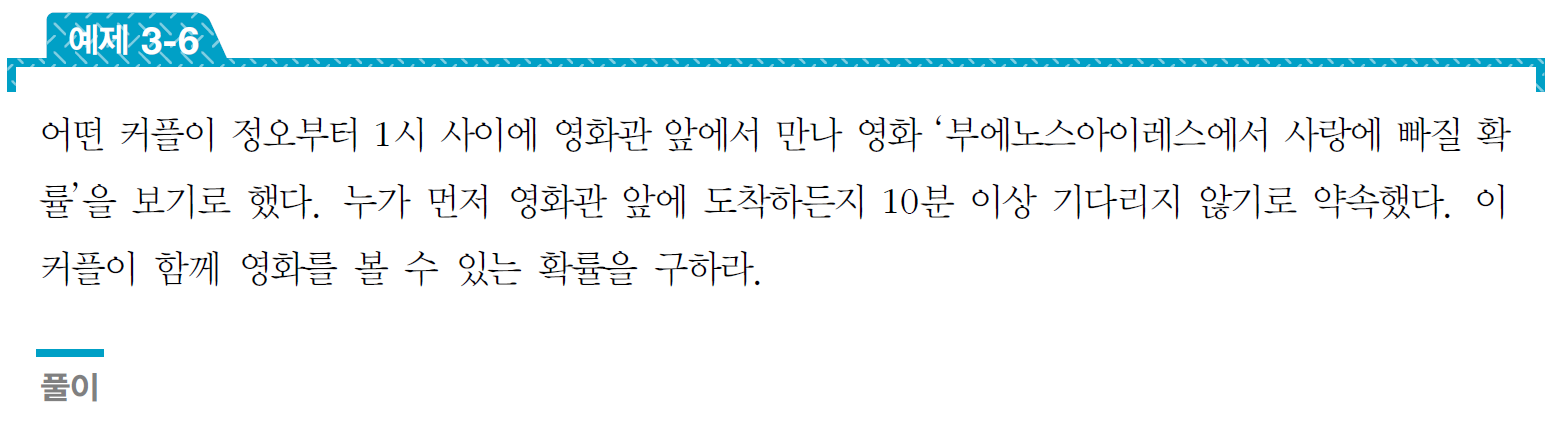 예제 3-6
어떤 커플이 정오부터 1시 사이에 영화관 앞에서 만나 영화 ‘부에노스아이레스에서 사랑에 빠질 확
률’을 보기로 했다. 누가 먼저 영화관 앞에 도착하든지 10분 이상 기다리지 않기로 약속했다. 이
커플이 함께 영화를 볼 수 있는 확률을 구하라.
풀이